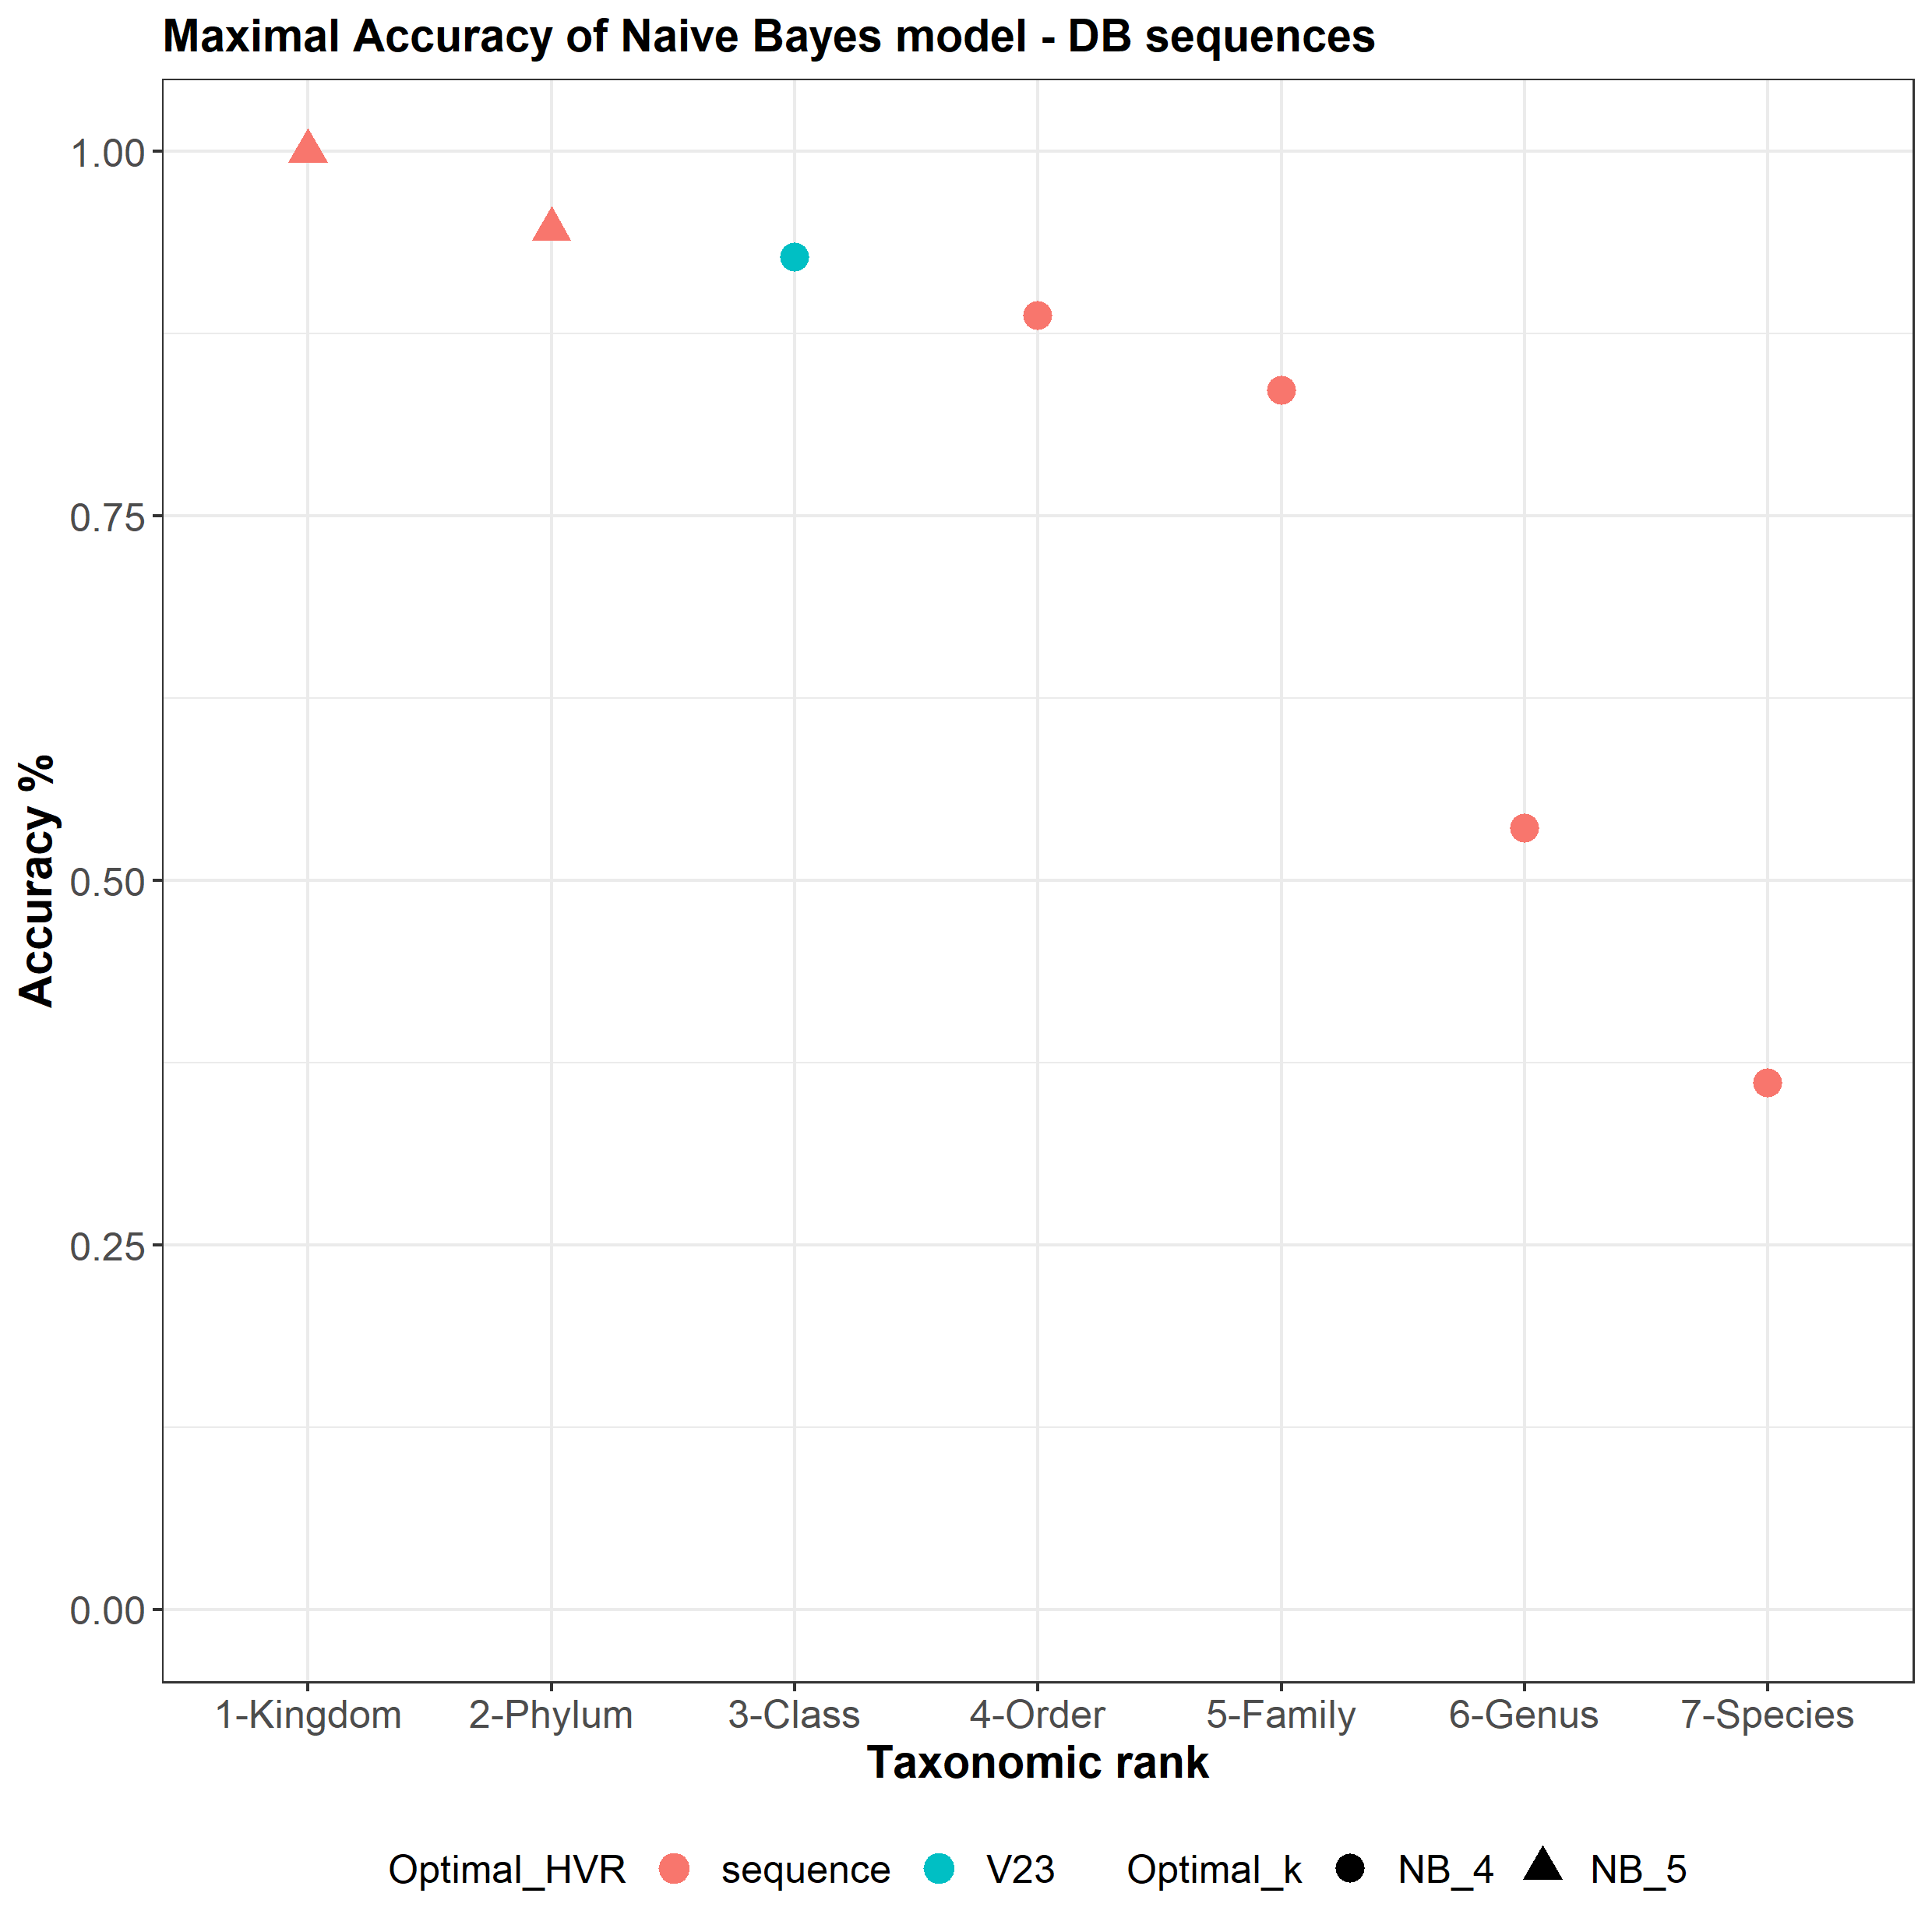 Maximal Accuracy of Naive Bayes model - DB sequences
Accuracy %
1.00
0.75
0.50
0.25
0.00
1-Kingdom 2-Phylum 3-Class 4-Order 5-Family 6-Genus 7-Species
Taxonomic rank
Optimal_HVR sequence V23 Optimal_k NB_4 NB_5